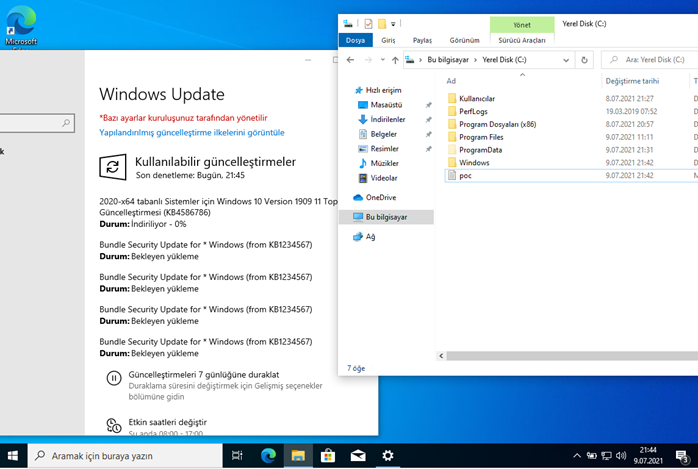 Microsoft
Windows Update
*Bazı ayarlar kuruluşunuz tarafından yönetilir
Yapılandırılmış güncelleştirme ilkelerini görüntüle
Kullanılabilir güncelleştirmeler
Son denetleme: Bugün, 21:45
2020-x64 tabanlı Sistemler için Windows 10 Version 1909 11 Top
Güncelleştirmesi (KB4586786)
Durum: İndiriliyor - 0%
Bundle Security Update for * Windows (from KB1234567)
Durum: Bekleyen yükleme
Bundle Security Update for * Windows (from KB1234567)
Durum: Bekleyen yükleme
Bundle Security Update for * Windows (from KB1234567)
Durum: Bekleyen yükleme
Bundle Security Update for * Windows (from KB1234567)
Durum: Bekleyen yükleme
Güncelleştirmeleri 7 günlüğüne duraklat
Duraklama süresini değiştirmek için Gelişmiş seçenekler
bölümüne gidin
Etkin saatleri değiştir
Şu anda 08:00 - 17:00
Yönet Yerel Disk (C:)
Dosya Giriş Paylaş Görünüm Sürücü Araçları
Bu bilgisayar Yerel Disk (C:) Ara: Yerel Disk (C:)
Hızlı erişim
Masaüstü
İndirilenler
Belgeler
Resimler
Müzikler
Videolar
OneDrive
Bu bilgisayar
Ağ
Ad Değiştirme tarihi T
Kullanıcılar 8.07.2021 21:27 D
PerfLogs 19.03.2019 07:52 D
Program Dosyaları (x86) 8.07.2021 20:57 D
Program Files 9.07.2021 11:11 D
ProgramData 9.07.2021 21:31 D
Windows 9.07.2021 21:42 D
poc 9.07.2021 21:42 M
7 öğe
Aramak için buraya yazın
21:44
9.07.2021
3